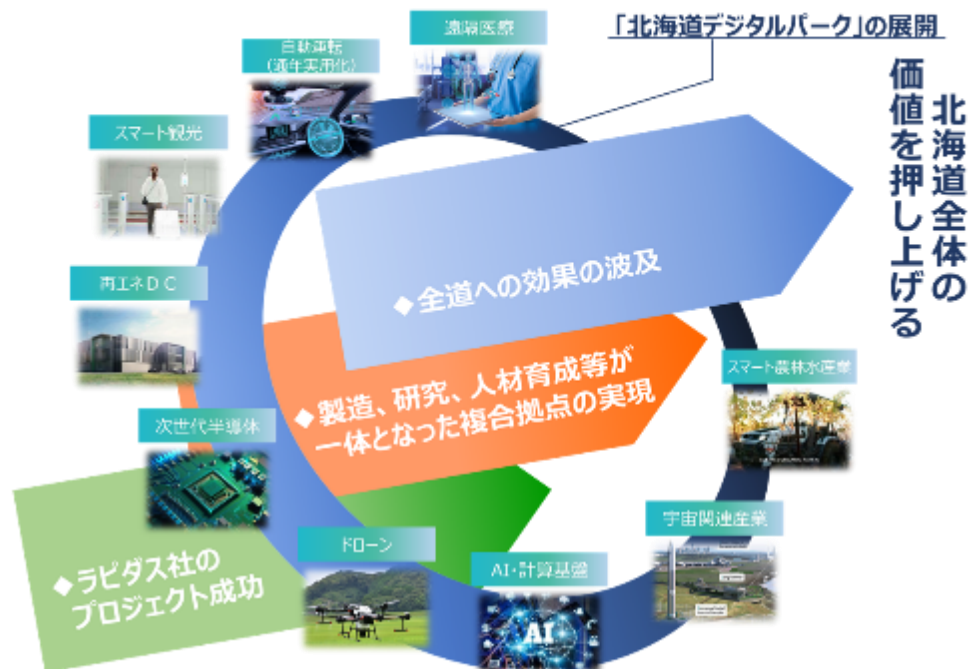 「北海道デジタルパーク」の展開
北海道全体の
価値を押し上げる
遠隔医療
自動運転
(通年実用化)
スマート観光
再エネDC
次世代半導体
ドローン
AI・計算基盤
AI
宇宙関連産業
スマート農林水産業
◆全道への効果の波及
◆製造、研究、人材育成等が
一体となった複合拠点の実現
◆ラピダス社の
プロジェクト成功